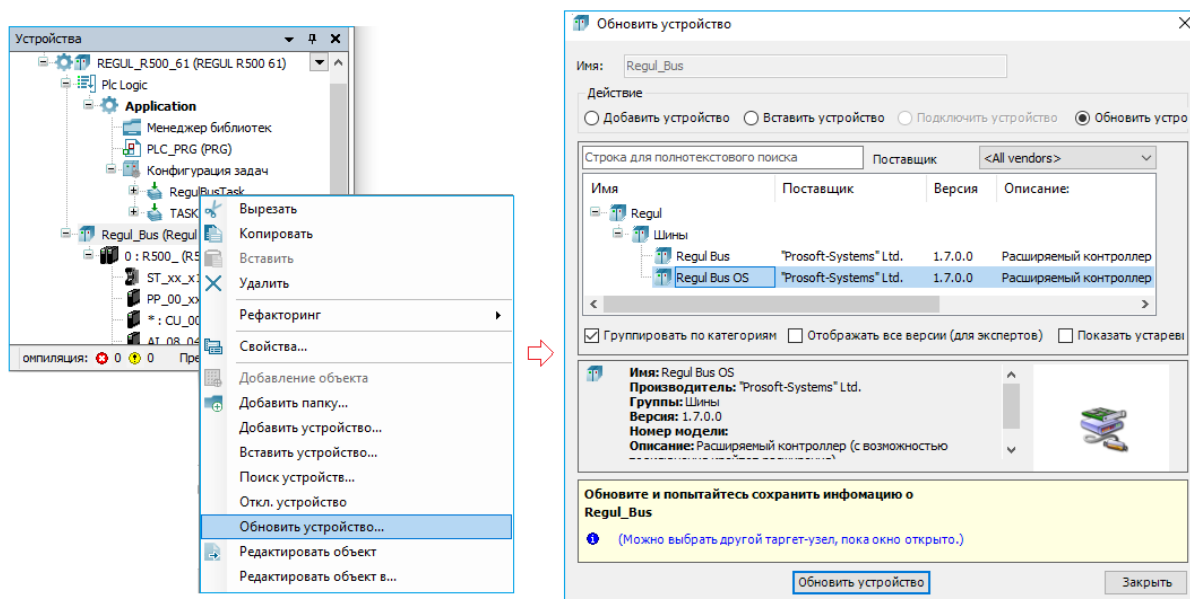 Устройства
REGUL_R500_61 (REGUL R500 61)
Plc Logic
Application
Менеджер библиотек
PLC_PRG (PRG)
Конфигурация задач
RegulBusTask
TASK
Regul_Bus (Regul
0 : R500_ (R5
ST_xx_x
PP_00_xx
* : CU_00
AI_08_04
омпиляция: 0 0 Пре
Вырезать
Копировать
Вставить
Удалить
Рефакторинг
Свойства...
Добавление объекта
Добавить папку...
Добавить устройство...
Вставить устройство...
Поиск устройств...
Откл. устройство
Обновить устройство...
Редактировать объект
Редактировать объект в...
Обновить устройство
Имя: Regul_Bus
Действие
Добавить устройство Вставить устройство Подключить устройство Обновить устро
Строка для полнотекстового поиска Поставщик <All vendors>
Имя Поставщик Версия Описание:
Regul
Шины
Regul Bus "Prosoft-Systems" Ltd. 1.7.0.0 Расширяемый контроллер
Regul Bus OS "Prosoft-Systems" Ltd. 1.7.0.0 Расширяемый контроллер
Группировать по категориям Отображать все версии (для экспертов) Показать устареві
Имя: Regul Bus OS
Производитель: "Prosoft-Systems" Ltd.
Группы: Шины
Версия: 1.7.0.0
Номер модели:
Описание: Расширяемый контроллер (с возможностью
Обновите и попытайтесь сохранить инфомацию о
Regul_Bus
(Можно выбрать другой таргет-узел, пока окно открыто.)
Обновить устройство Закрыть